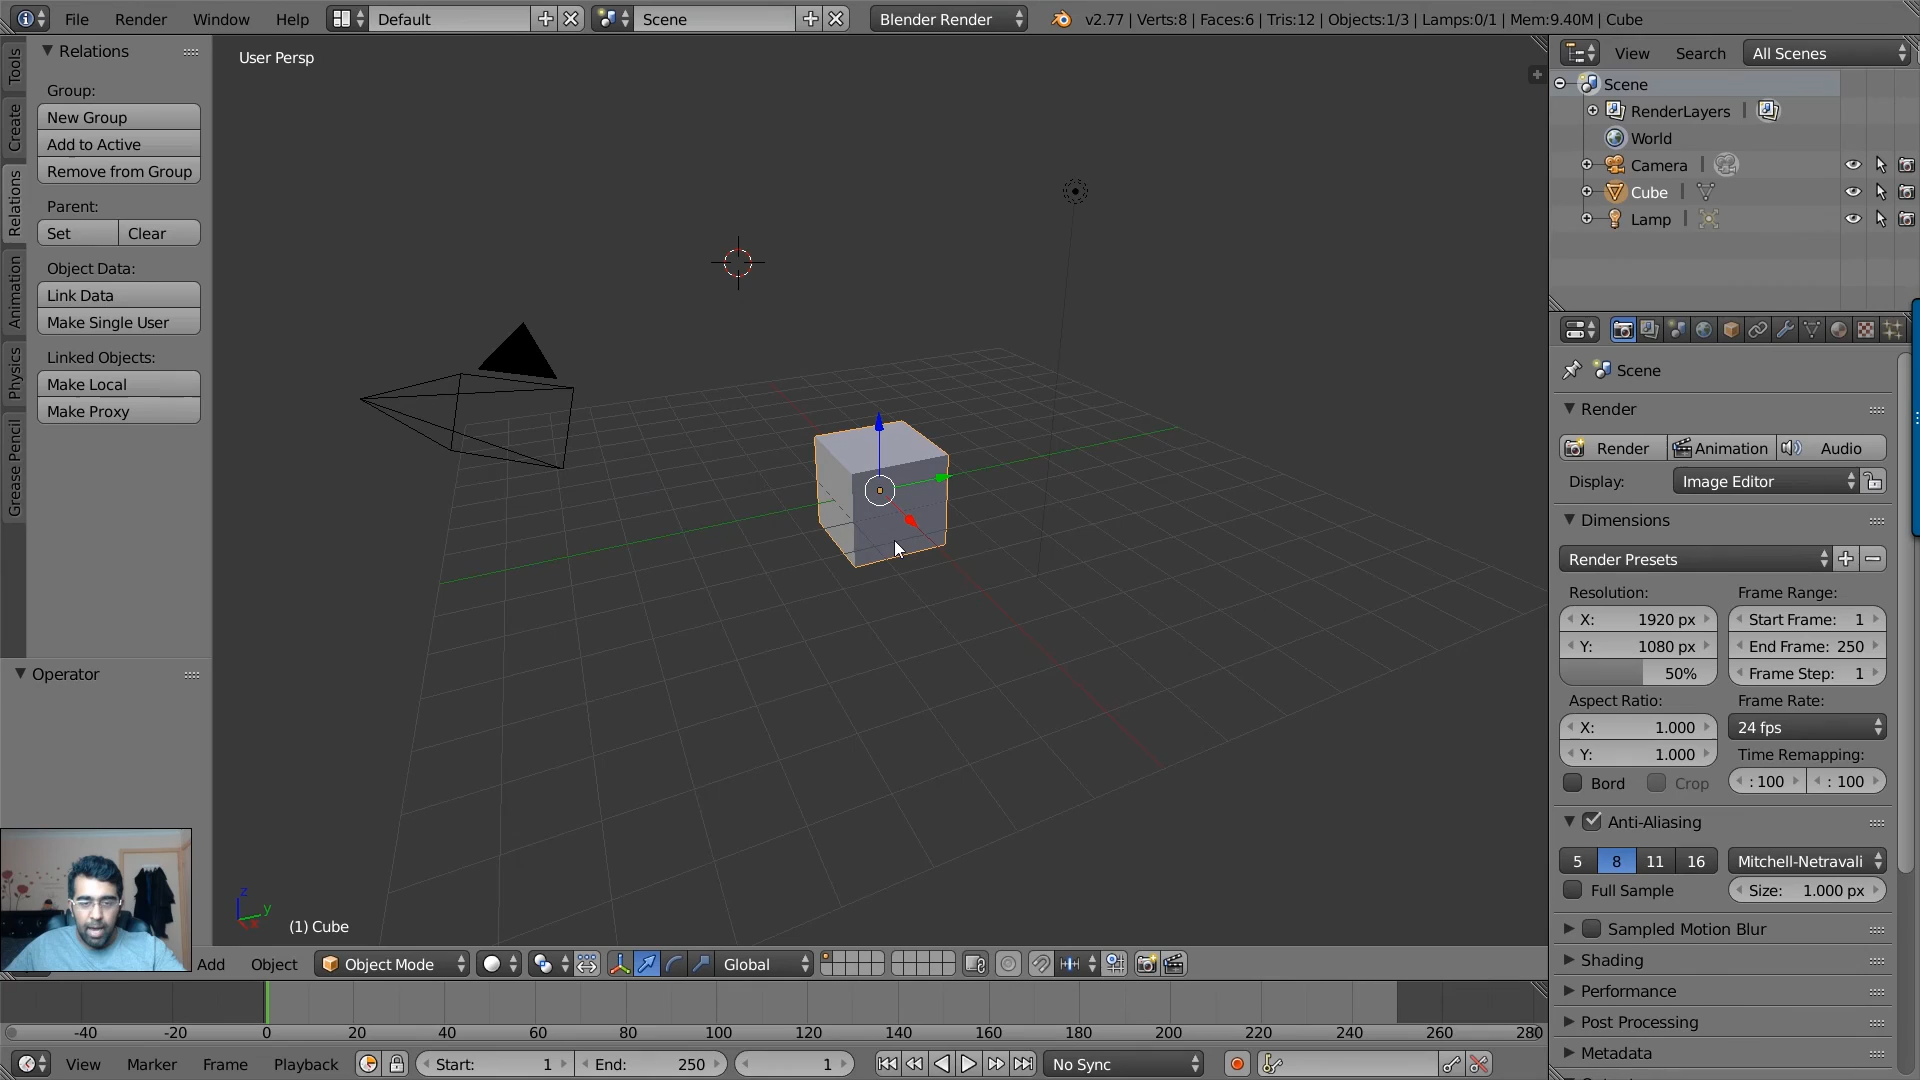 File Render Window Help Default Scene Blender Render v2.77 | Verts:8 | Faces:6 | Tris:12 | Objects:1/3 | Lamps:0/1 | Mem:9.40M | Cube
Tools
Create
Relations
Animation
Physics
Grease Pencil
Relations
Group:
New Group
Add to Active
Remove from Group
Parent:
Set Clear
Object Data:
Link Data
Make Single User
Linked Objects:
Make Local
Make Proxy
Operator
User Persp
z
y
x
(1) Cube
Add Object Object Mode Global
-40 -20 0 20 40 60 80 100 120 140 160 180 200 220 240 260 280
View Marker Frame Playback Start: 1 End: 250 1 No Sync
View Search All Scenes
Scene
RenderLayers |
World
Camera |
Cube |
Lamp |
Scene
Render
Render Animation Audio
Display: Image Editor
Dimensions
Render Presets
Resolution: Frame Range:
X: 1920 px Start Frame: 1
Y: 1080 px End Frame: 250
50% Frame Step: 1
Aspect Ratio: Frame Rate:
X: 1.000 24 fps
Y: 1.000 Time Remapping:
Bord Crop : 100 : 100
Anti-Aliasing
5 8 11 16 Mitchell-Netravali
Full Sample Size: 1.000 px
Sampled Motion Blur
Shading
Performance
Post Processing
Metadata